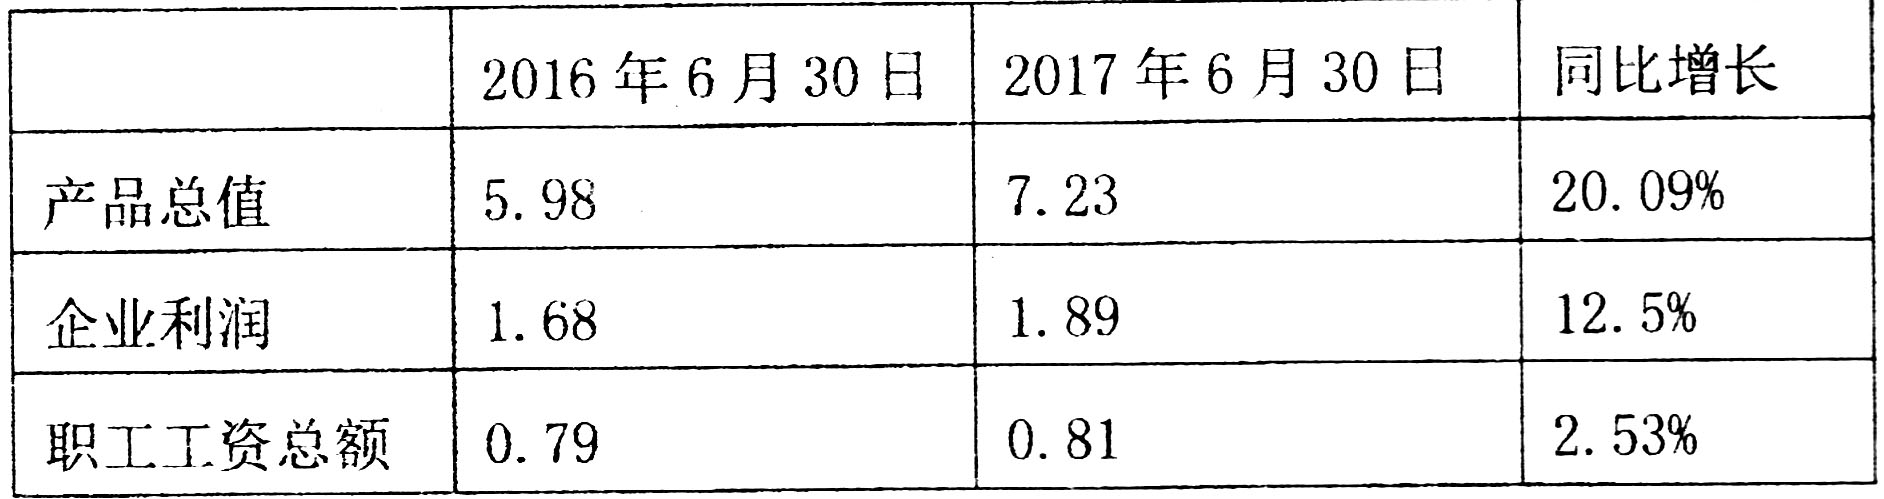 2016年6月30日 2017年6月30日 同比增长
产品总值 5.98 7.23 20.09%
企业利润 1.68 1.89 12.5%
职工工资总额 0.79 0.81 2.53%